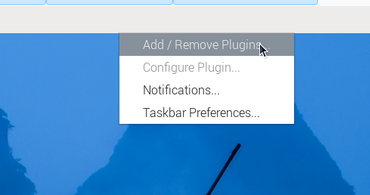 Add / Remove Plugins...
Configure Plugin...
Notifications...
Taskbar Preferences...